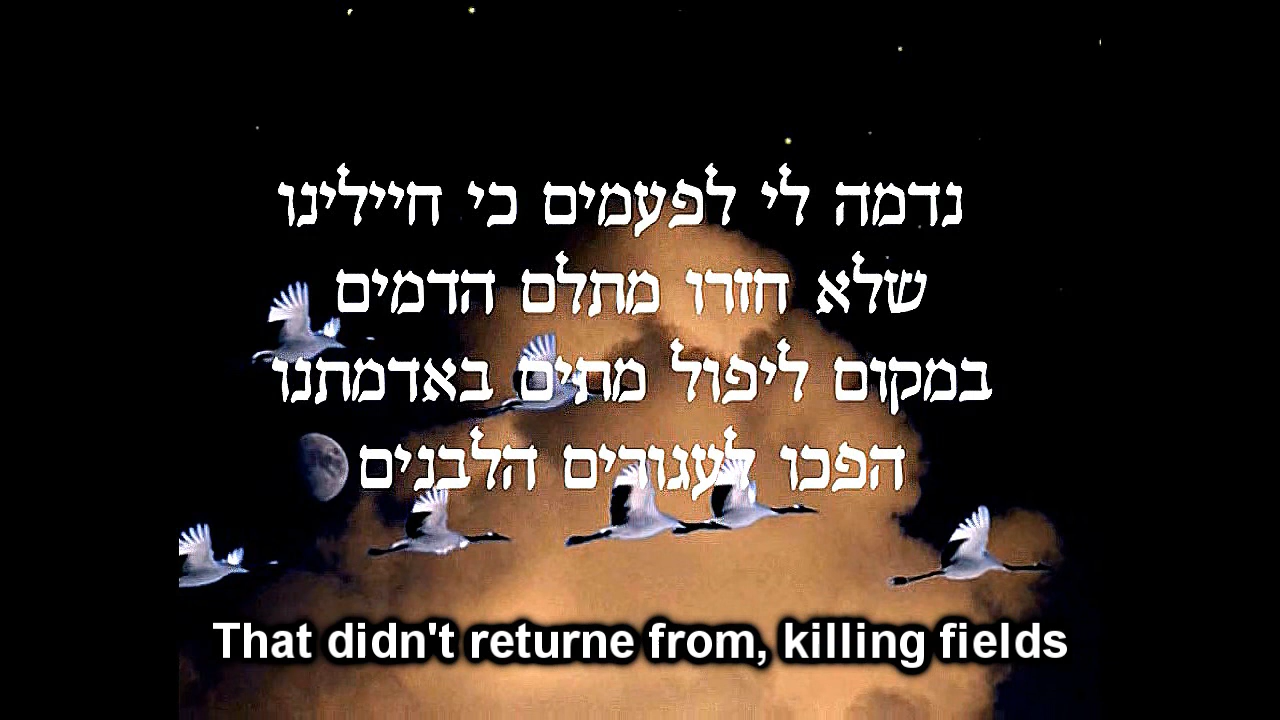 נדמה לי לפעמים כי חיילינו
שלא חזרו מתלם הדמים
במקום ליפול מתים באדמתנו
הפכו לעגורים הלבנים
That didn't returne from, killing fields